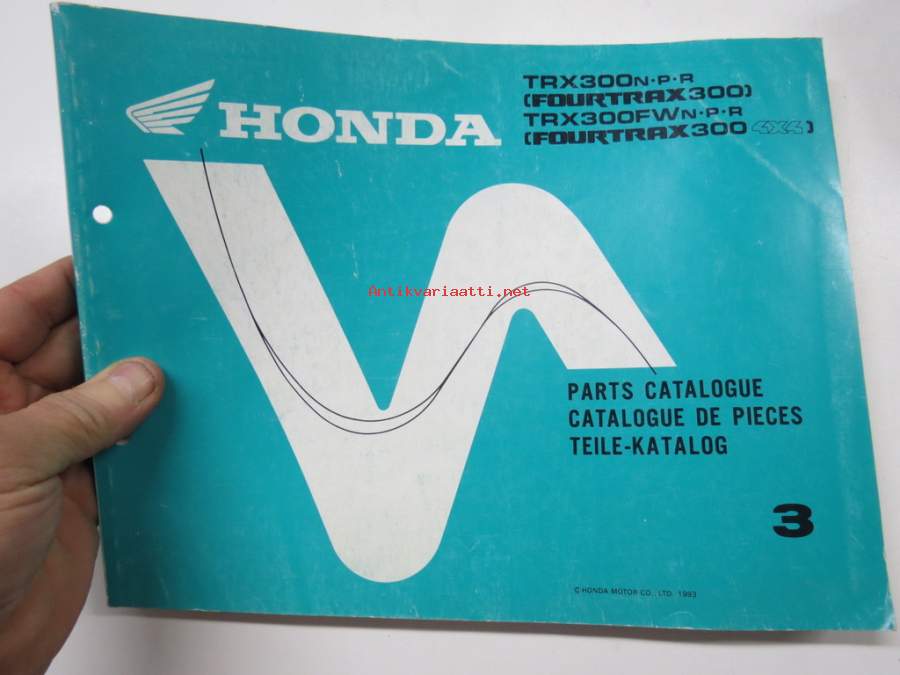 HONDA
TRX300N·P·R
(FOURTRAX300)
TRX300FWN·P·R
(FOURTRAX300 4X4)
Antikvariaatti.net
PARTS CATALOGUE
CATALOGUE DE PIECES
TEILE-KATALOG
3
© HONDA MOTOR CO., LTD. 1993